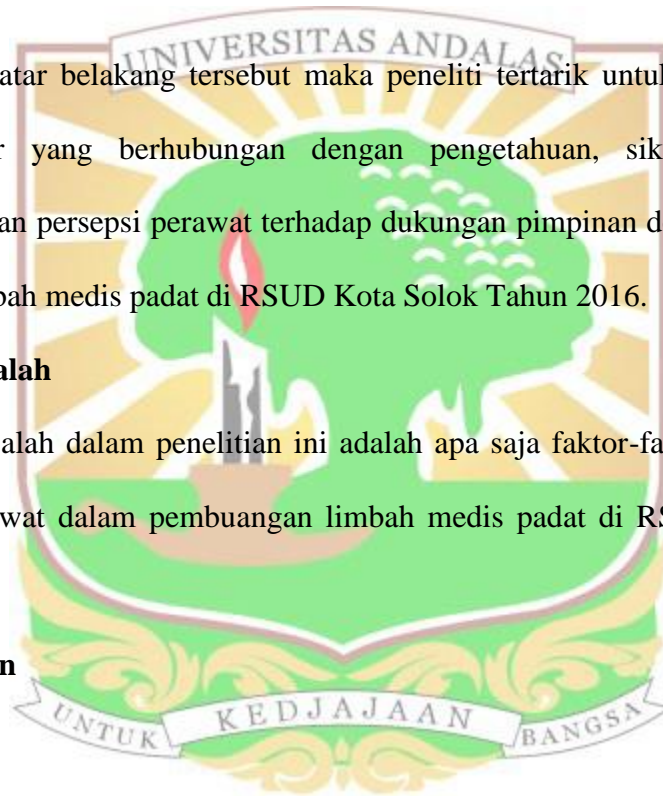 UNIVERSITAS ANDALAS
atar belakang tersebut maka peneliti tertarik untuk
r yang berhubungan dengan pengetahuan, sik
an persepsi perawat terhadap dukungan pimpinan d
bah medis padat di RSUD Kota Solok Tahun 2016.
alah
alah dalam penelitian ini adalah apa saja faktor-fa
wat dalam pembuangan limbah medis padat di RS
n
UNTUK KEDJAJAAN BANGSA